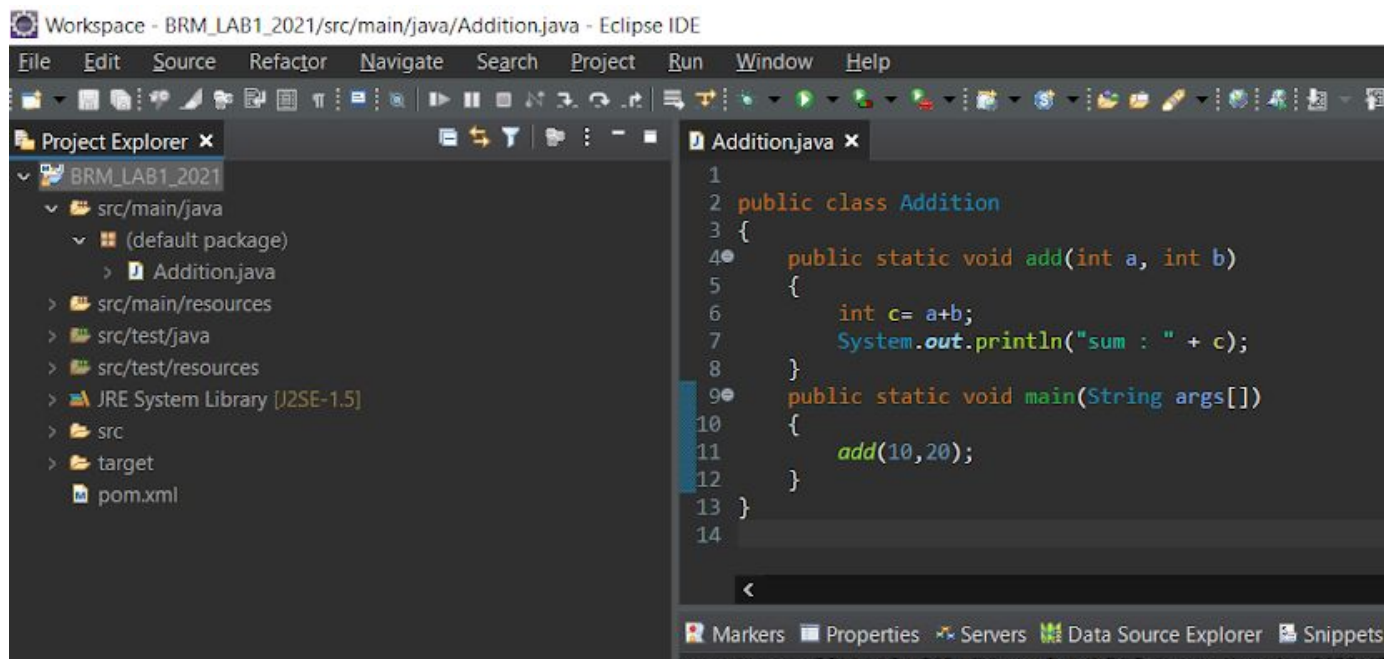 Workspace - BRM_LAB1_2021/src/main/java/Addition.java - Eclipse IDE
File Edit Source Refactor Navigate Search Project Run Window Help
Project Explorer
BRM_LAB1_2021
src/main/java
(default package)
Addition.java
src/main/resources
src/test/java
src/test/resources
JRE System Library [J2SE-1.5]
src
target
pom.xml
Addition.java
1
2 public class Addition
3 {
4 public static void add(int a, int b)
5 {
6 int c= a+b;
7 System.out.println("sum : " + c);
8 }
9 public static void main(String args[])
10 {
11 add(10,20);
12 }
13 }
14
Markers Properties Servers Data Source Explorer Snippets